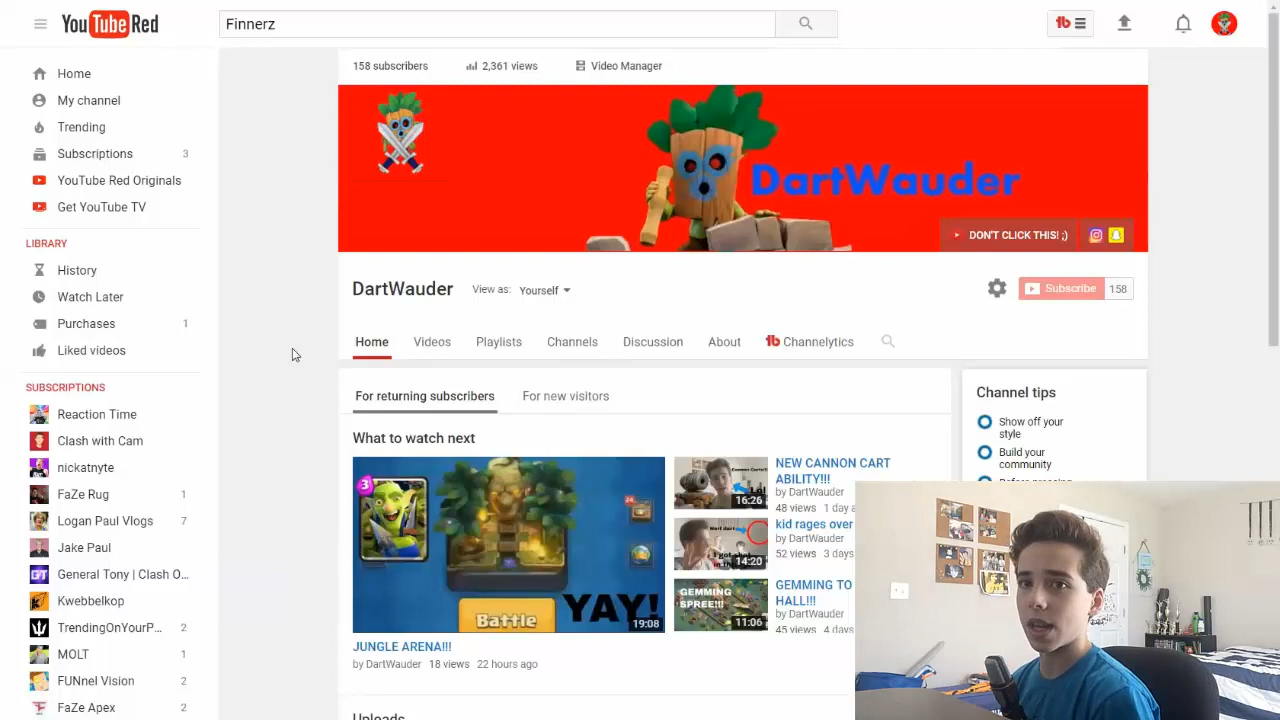 YouTube Red
Finnerz
tb
Home
My channel
Trending
Subscriptions 3
YouTube Red Originals
Get YouTube TV
LIBRARY
History
Watch Later
Purchases 1
Liked videos
SUBSCRIPTIONS
Reaction Time
Clash with Cam
nickatnyte
FaZe Rug 1
Logan Paul Vlogs 7
Jake Paul
GT General Tony | Clash O...
Kwebbelkop
TrendingOnYourP... 2
MOLT 1
FUNnel Vision 2
FaZe Apex 2
158 subscribers 2,361 views Video Manager
DartWauder
DON'T CLICK THIS! ;)
DartWauder View as: Yourself Subscribe 158
Home Videos Playlists Channels Discussion About tb Channelytics
For returning subscribers For new visitors
What to watch next
3
24
Battle
YAY!
19:08
JUNGLE ARENA!!!
by DartWauder 18 views 22 hours ago
16:26
NEW CANNON CART
ABILITY!!!
by DartWauder
48 views 1 day a
14:20
kid rages over
by DartWauder
52 views 3 days
GEMMING
SPREE!!!
11:06
GEMMING TO
HALL!!!
by DartWauder
45 views 4 days
Uploads
Channel tips
Show off your
style
Build your
community
Before pressing